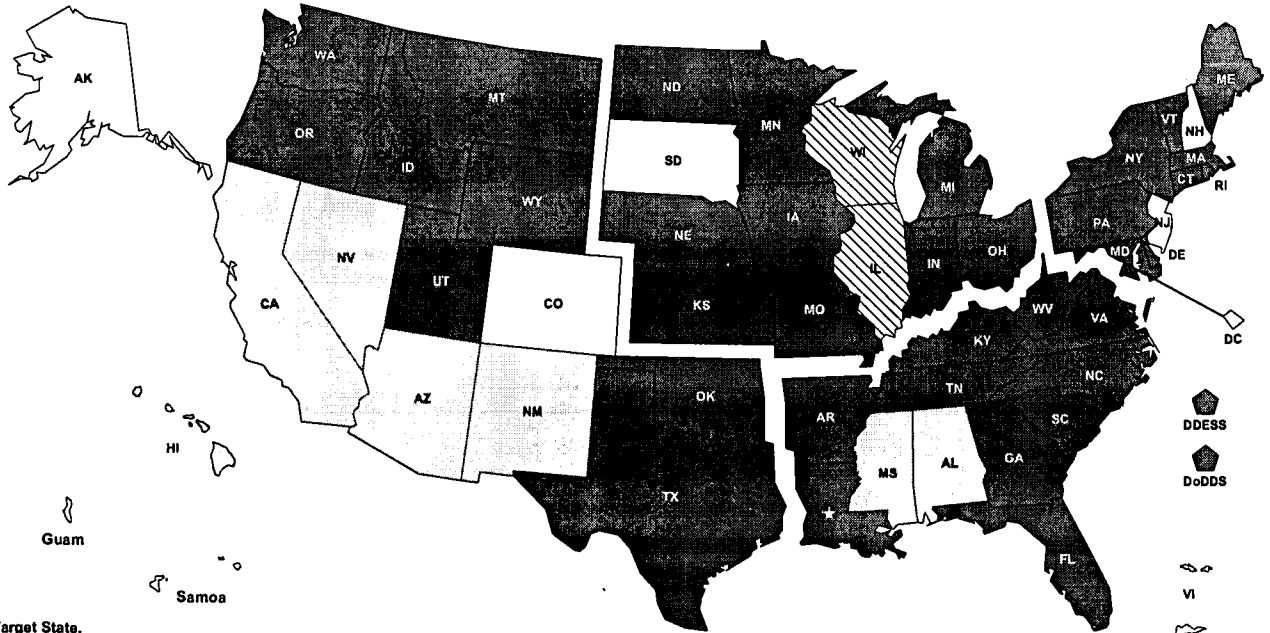 AK
WA
MT
ND
ME
OR
MN
VT
NH
ID
SD
WI
NY
MA
WY
MI
CT
RI
IA
NE
PA
NJ
NV
OH
UT
IL
IN
MD
DE
CA
CO
KS
MO
WV
VA
KY
DC
AZ
NM
OK
TN
NC
AR
SC
DDESS
HI
MS
AL
GA
DoDDS
TX
Guam
FL
Samoa
VI
Target State.